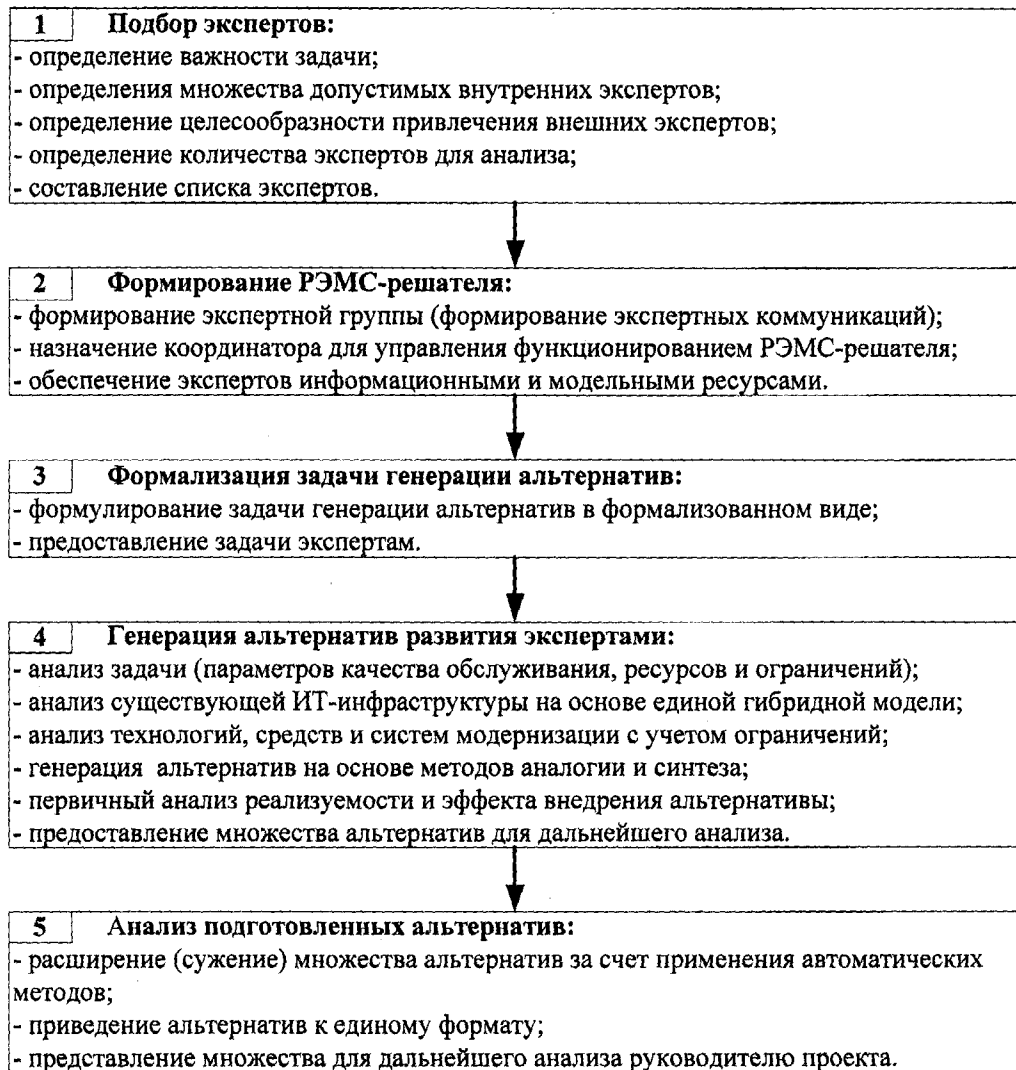 1 Подбор экспертов:
- определение важности задачи;
- определения множества допустимых внутренних экспертов;
- определение целесообразности привлечения внешних экспертов;
- определение количества экспертов для анализа;
- составление списка экспертов.
2 Формирование РЭМС-решателя:
- формирование экспертной группы (формирование экспертных коммуникаций);
- назначение координатора для управления функционированием РЭМС-решателя;
- обеспечение экспертов информационными и модельными ресурсами.
3 Формализация задачи генерации альтернатив:
- формулирование задачи генерации альтернатив в формализованном виде;
- предоставление задачи экспертам.
4 Генерация альтернатив развития экспертами:
- анализ задачи (параметров качества обслуживания, ресурсов и ограничений);
- анализ существующей ИТ-инфраструктуры на основе единой гибридной модели;
- анализ технологий, средств и систем модернизации с учетом ограничений;
- генерация альтернатив на основе методов аналогии и синтеза;
- первичный анализ реализуемости и эффекта внедрения альтернативы;
- предоставление множества альтернатив для дальнейшего анализа.
5 Анализ подготовленных альтернатив:
- расширение (сужение) множества альтернатив за счет применения автоматических
методов;
- приведение альтернатив к единому формату;
- представление множества для дальнейшего анализа руководителю проекта.